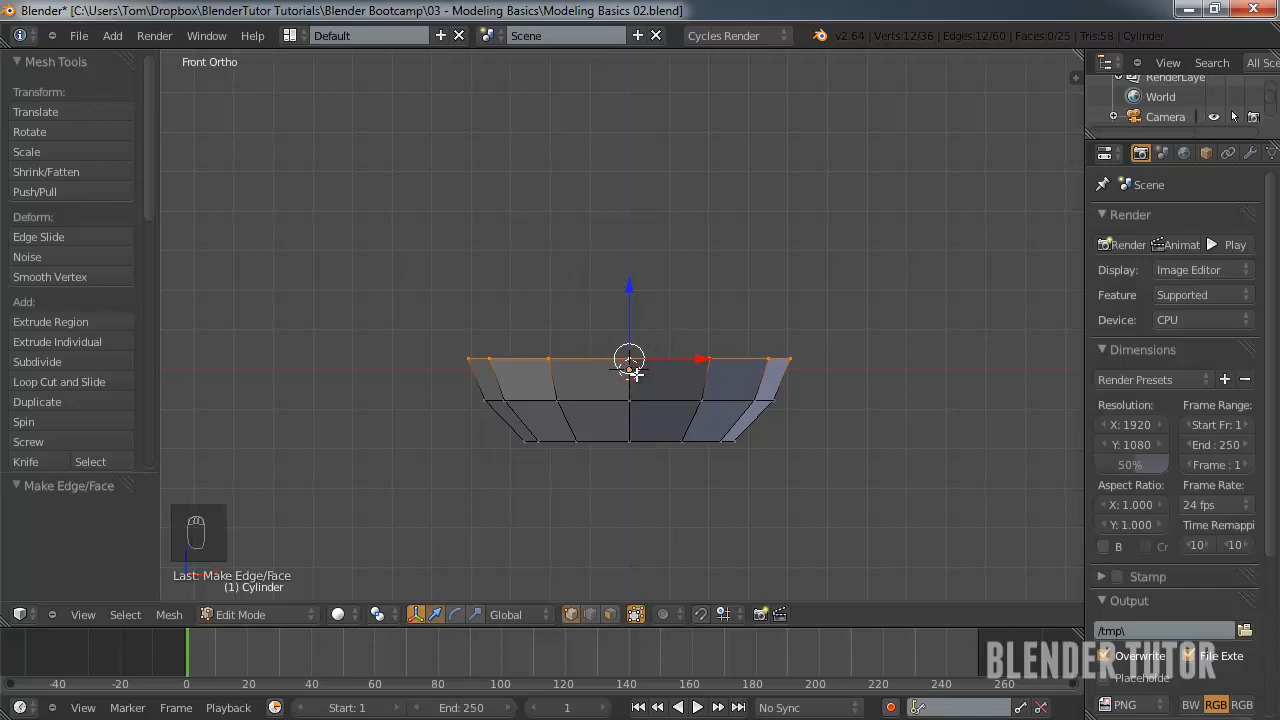 Blender* [C:\Users\Tom\Dropbox\BlenderTutor Tutorials\Blender Bootcamp\03 - Modeling Basics\Modeling Basics 02.blend]
File Add Render Window Help Default Scene Cycles Render v2.64 | Verts:12/36 | Edges:12/60 | Faces:0/25 | Tris:58 | Cylinder
Mesh Tools
Transform:
Translate
Rotate
Scale
Shrink/Fatten
Push/Pull
Deform:
Edge Slide
Noise
Smooth Vertex
Add:
Extrude Region
Extrude Individual
Subdivide
Loop Cut and Slide
Duplicate
Spin
Screw
Knife Select
Make Edge/Face
Front Ortho
Last: Make Edge/Face
(1) Cylinder
View Select Mesh Edit Mode Global
View Search All Sce
RenderLaye
World
Camera
Scene
Render
Render Animat Play
Display: Image Editor
Feature Supported
Device: CPU
Dimensions
Render Presets
Resolution: Frame Range:
X: 1920 Start Fr: 1
Y: 1080 End : 250
50% Frame : 1
Aspect Ratio: Frame Rate:
X: 1.000 24 fps
Y: 1.000 Time Remappi
B Cr 10 10
Stamp
Output
/tmp\
Overwrite File Exte
Placeholde
PNG BW RGB RGB
BLENDER TUTOR
-40 -20 0 20 40 60 80 100 120 140 160 180 200 220 240 260
View Marker Frame Playback Start: 1 End: 250 1 No Sync